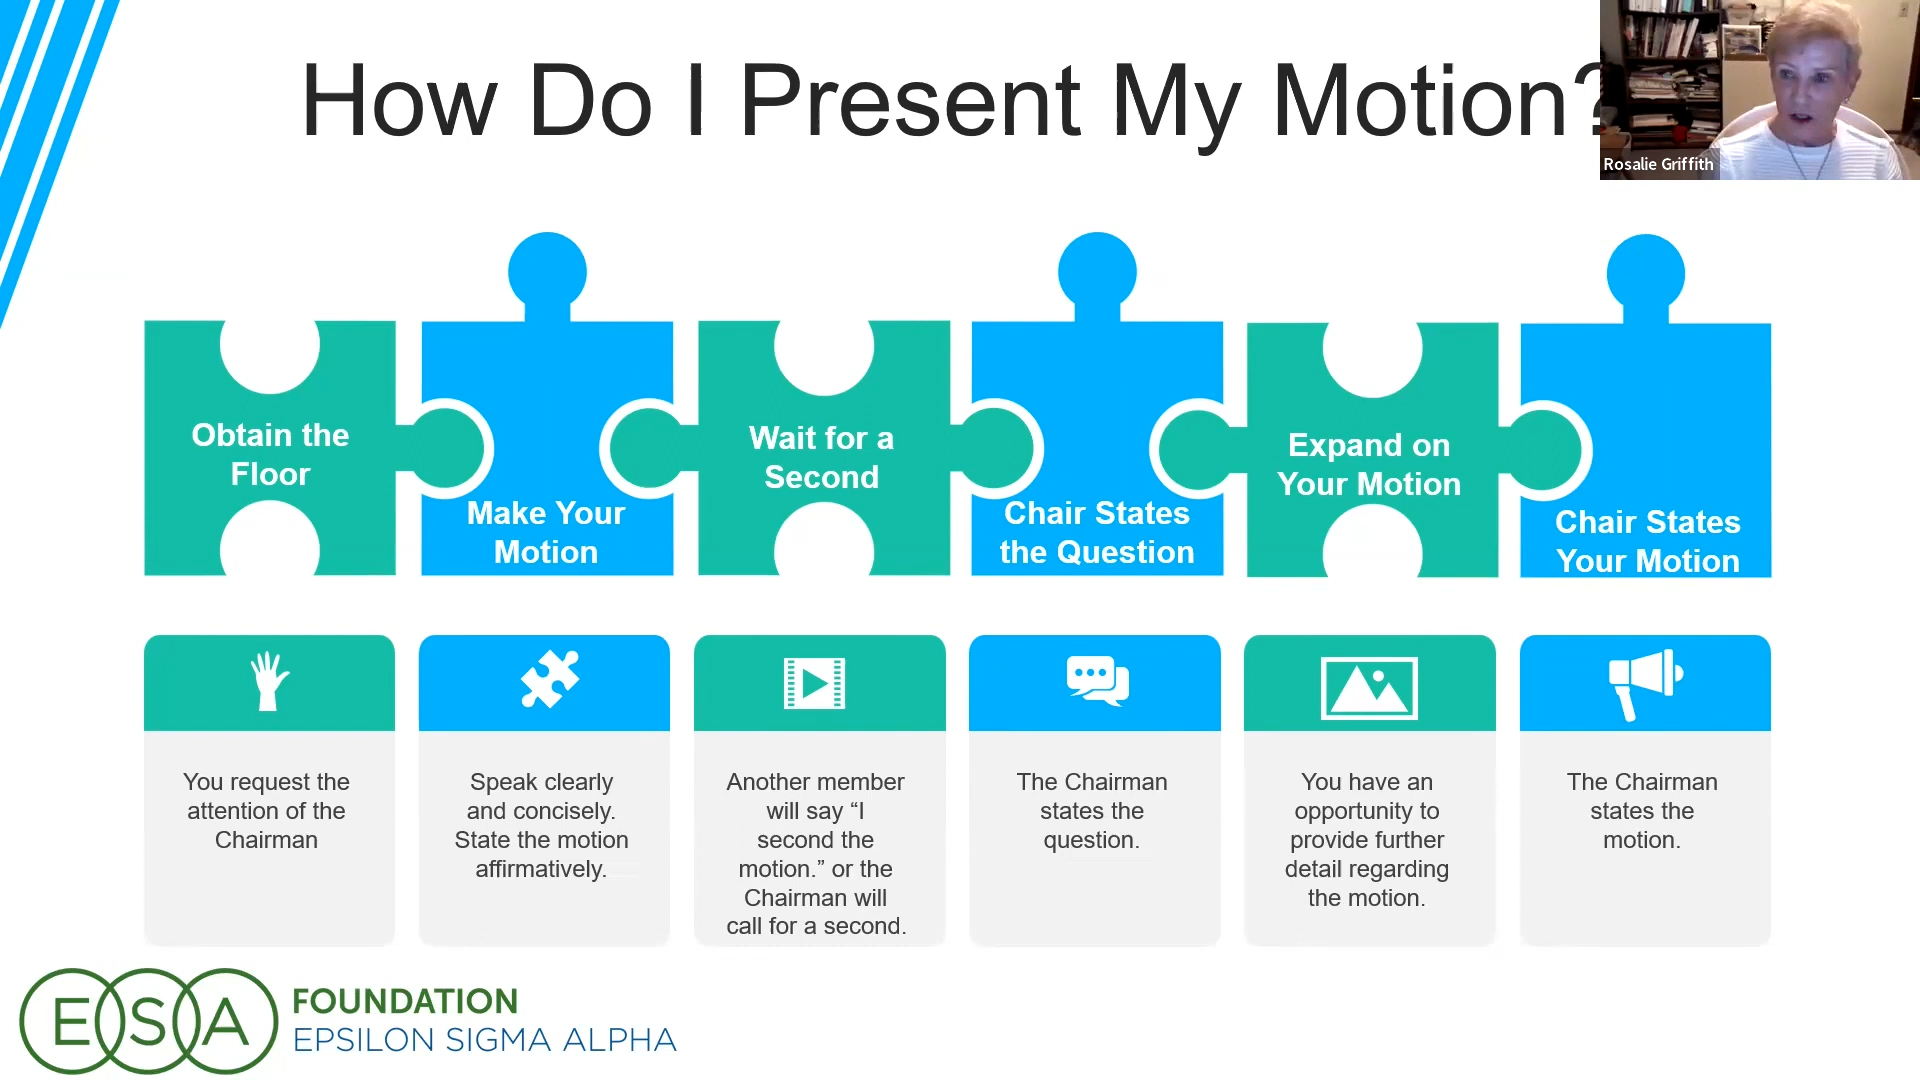 How Do I Present My Motion?
Rosalie Griffith
Obtain the
Floor
Make Your
Motion
Wait for a
Second
Chair States
the Question
Expand on
Your Motion
Chair States
Your Motion
You request the
attention of the
Chairman
Speak clearly
and concisely.
State the motion
affirmatively.
Another member
will say “I
second the
motion.” or the
Chairman will
call for a second.
The Chairman
states the
question.
You have an
opportunity to
provide further
detail regarding
the motion.
The Chairman
states the
motion.
ESA
FOUNDATION
EPSILON SIGMA ALPHA